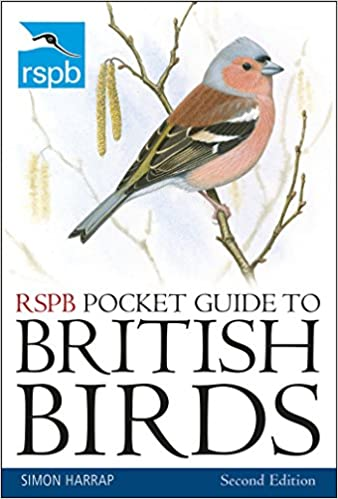 rspb
RSPB POCKET GUIDE TO
BRITISH
BIRDS
SIMON HARRAP Second Edition